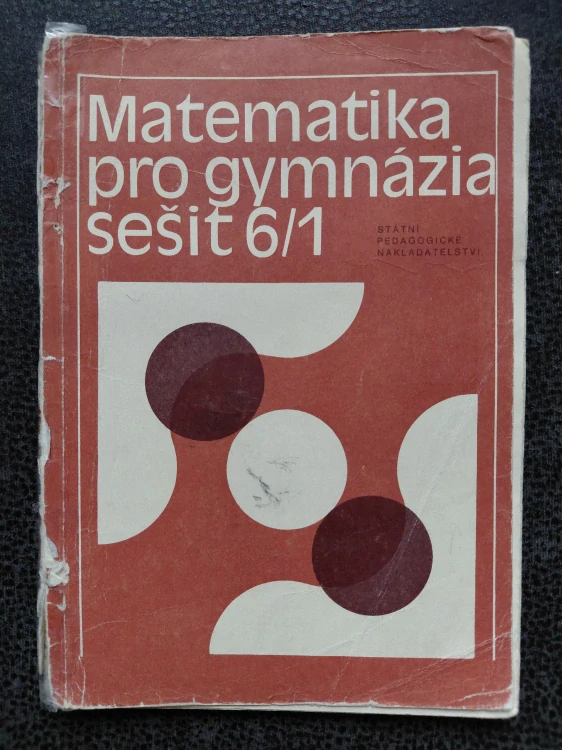 Matematika
pro gymnázia
sešit 6/1
STÁTNÍ
PEDAGOGICKÉ
NAKLADATELSTVÍ